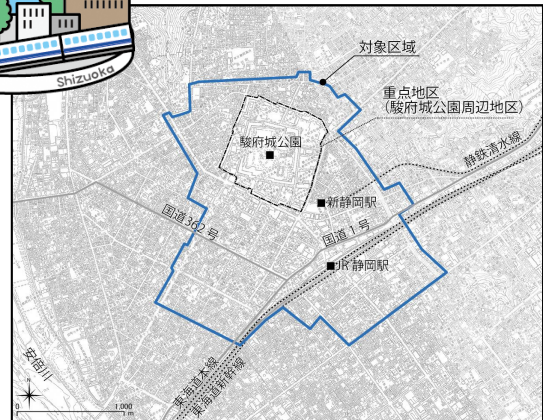 Shizuoka
対象区域
重点地区
（駿府城公園周辺地区）
駿府城公園
静鉄清水線
新静岡駅
国道362号
国道1号
JR静岡駅
東海道本線
東海道新幹線
安倍川
0 1,000
m